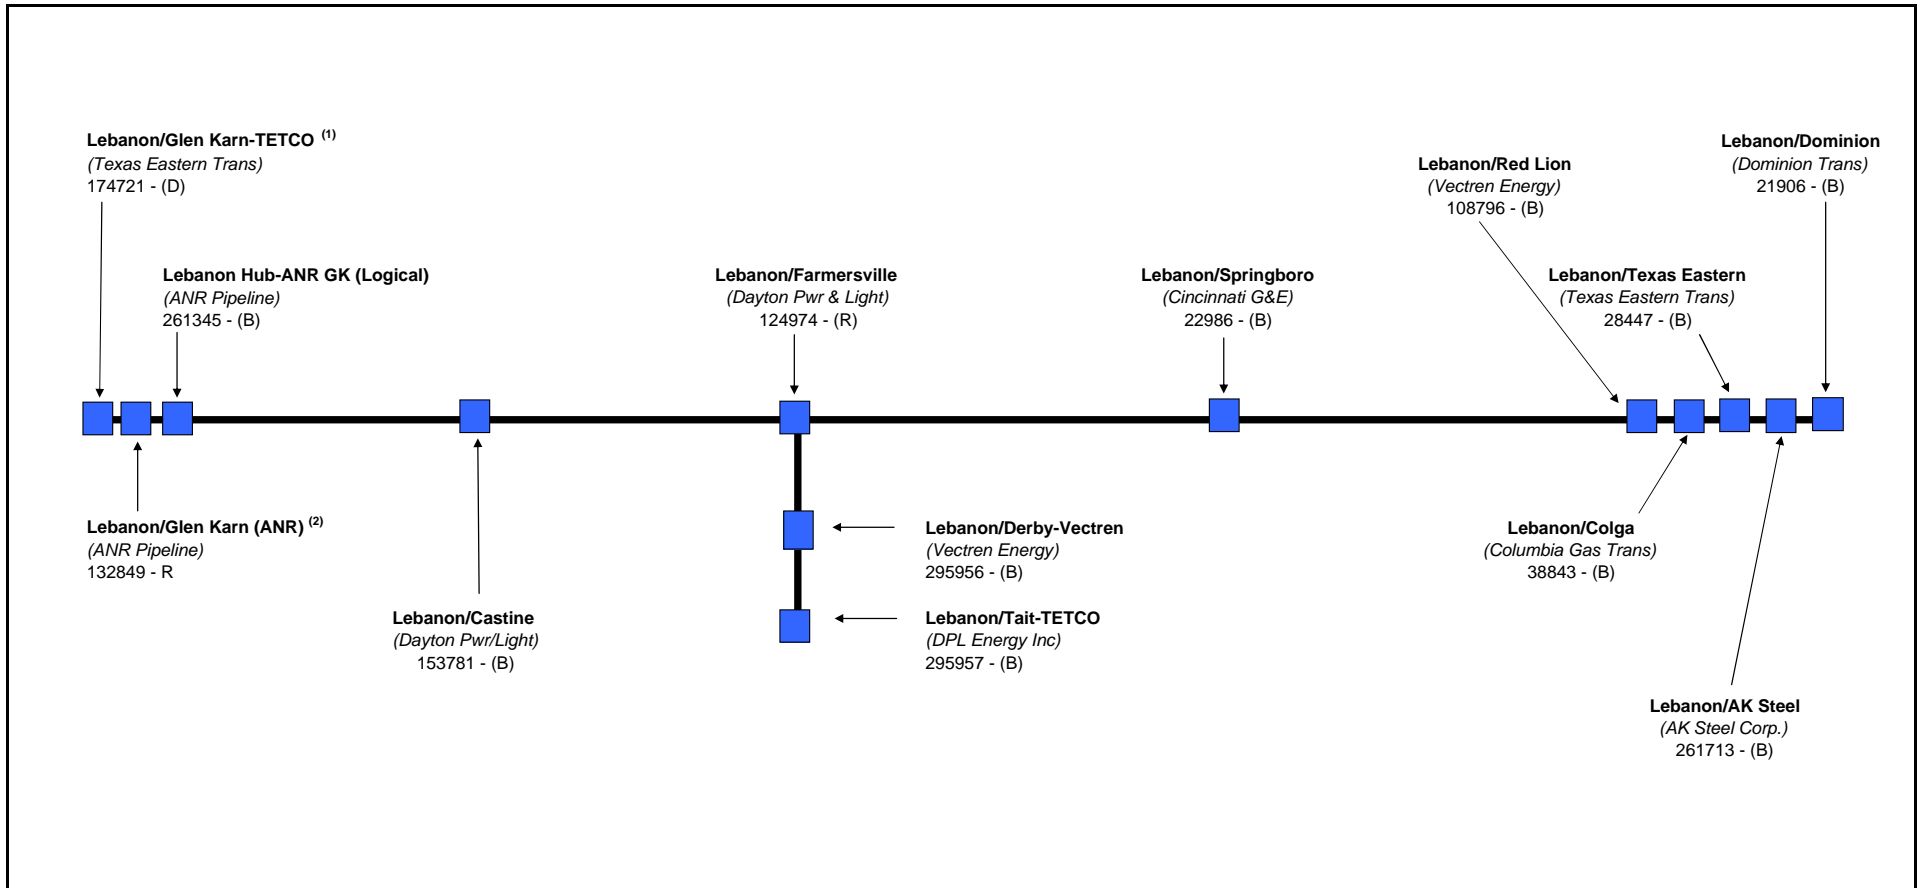 Lebanon/Glen Karn-TETCO (1)
(Texas Eastern Trans)
174721 - (D)
Lebanon Hub-ANR GK (Logical)
(ANR Pipeline)
261345 - (B)
Lebanon/Farmersville
(Dayton Pwr & Light)
124974 - (R)
Lebanon/Springboro
(Cincinnati G&E)
22986 - (B)
Lebanon/Red Lion
(Vectren Energy)
108796 - (B)
Lebanon/Texas Eastern
(Texas Eastern Trans)
28447 - (B)
Lebanon/Dominion
(Dominion Trans)
21906 - (B)
Lebanon/Glen Karn (ANR) (2)
(ANR Pipeline)
132849 - R
Lebanon/Castine
(Dayton Pwr/Light)
153781 - (B)
Lebanon/Derby-Vectren
(Vectren Energy)
295956 - (B)
Lebanon/Tait-TETCO
(DPL Energy Inc)
295957 - (B)
Lebanon/Colga
(Columbia Gas Trans)
38843 - (B)
Lebanon/AK Steel
(AK Steel Corp.)
261713 - (B)